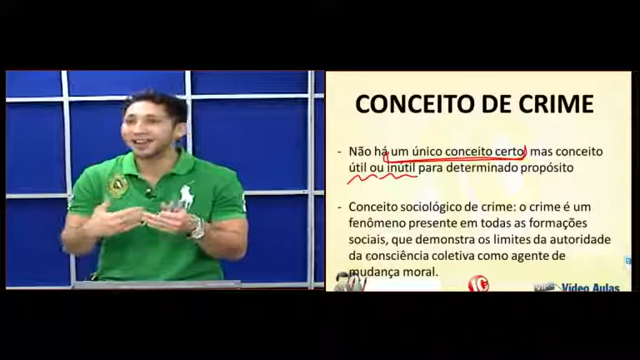 CONCEITO DE CRIME
- Não há um único conceito certo mas conceito
útil ou inútil para determinado propósito
- Conceito sociológico de crime: o crime é um
fenômeno presente em todas as formações
sociais, que demonstra os limites da autoridade
da consciência coletiva como agente de
mudança moral.
Vídeo Aulas